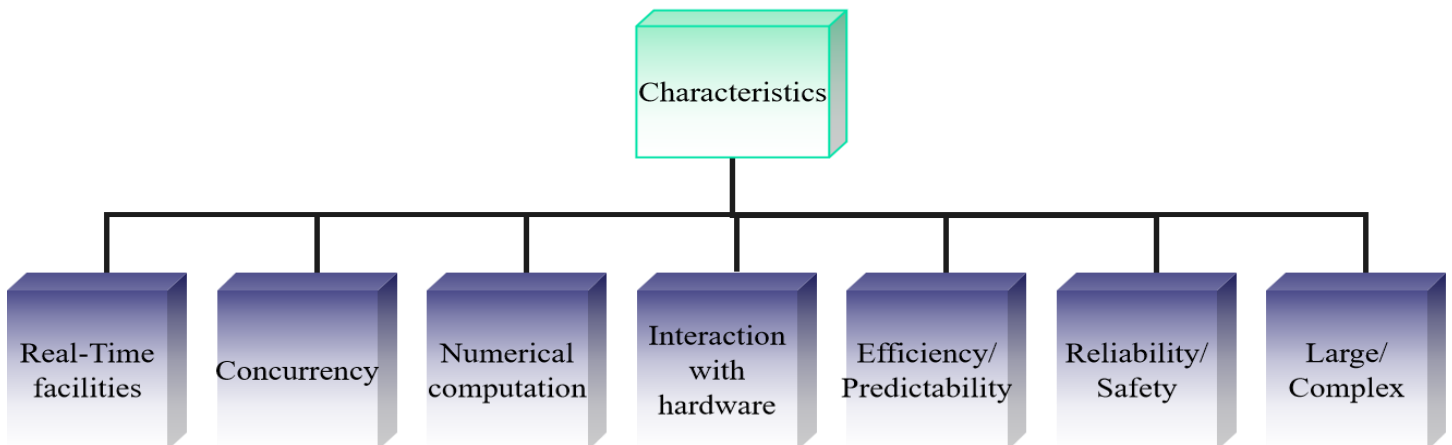 Characteristics
Real-Time
facilities
Concurrency
Numerical
computation
Interaction
with
hardware
Efficiency/
Predictability
Reliability/
Safety
Large/
Complex